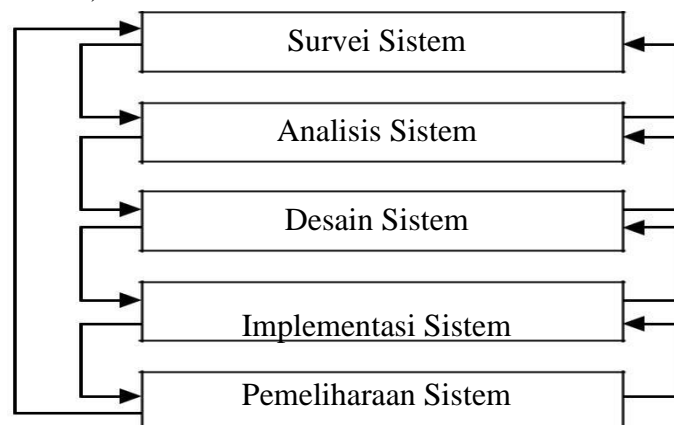 Survei Sistem
Analisis Sistem
Desain Sistem
Implementasi Sistem
Pemeliharaan Sistem